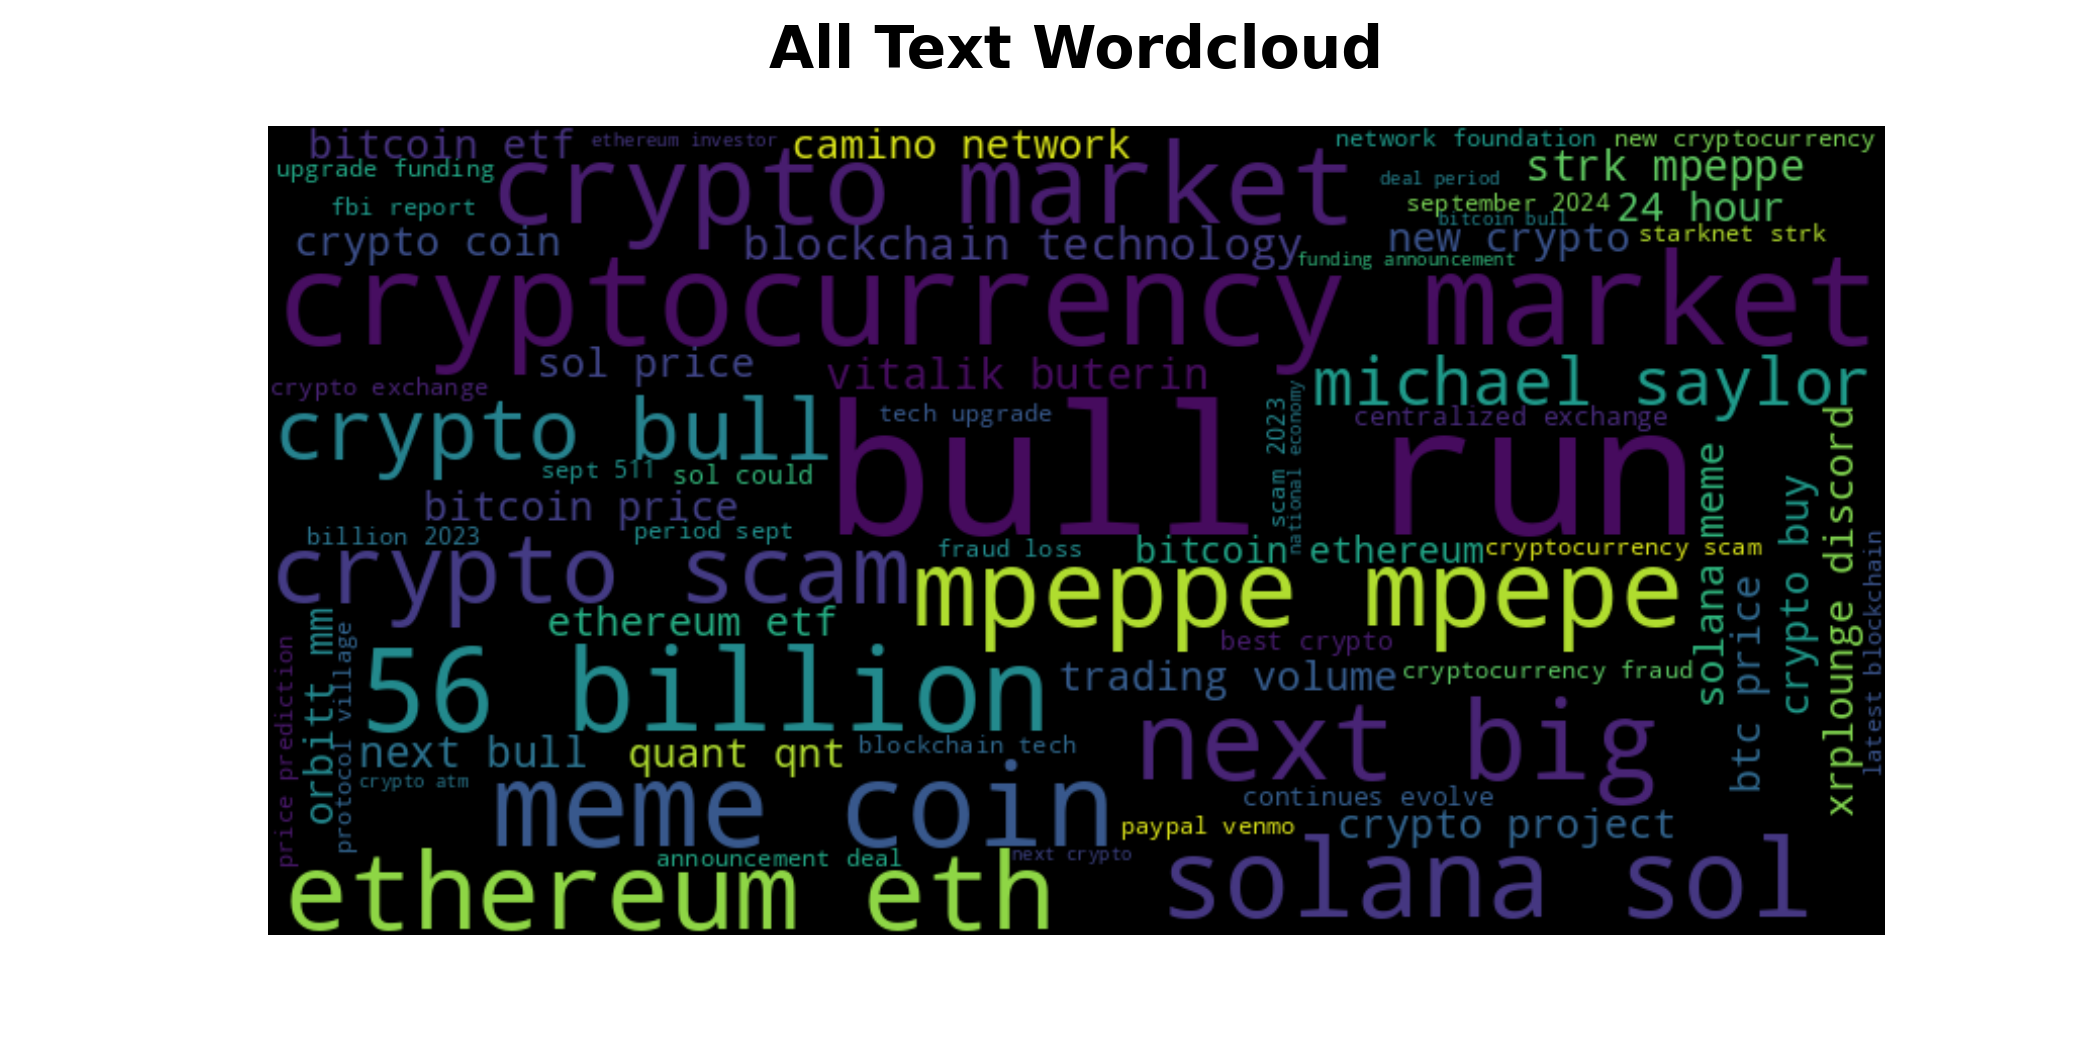 All Text Wordcloud
bitcoin etf
ethereum investor
camino network
network foundation
new cryptocurrency
upgrade funding
crypto market
deal period
strk mpeppe
fbi report
september 2024
24 hour
bitcoin bull
crypto coin
blockchain technology
new crypto
starknet strk
funding announcement
cryptocurrency market
sol price
vitalik buterin
michael saylor
crypto exchange
crypto bull
tech upgrade
centralized exchange
bull run
scam 2023
national economy
sept 511
sol could
bitcoin price
billion 2023
period sept
crypto scam
fraud loss
bitcoin ethereum
cryptocurrency scam
mpeppe mpepe
solana meme
btc price
crypto buy
xrplounge discord
latest blockchain
ethereum etf
best crypto
price prediction
orbitt mm
protocol village
56 billion
trading volume
cryptocurrency fraud
next big
next bull
quant qnt
blockchain tech
crypto atm
meme coin
continues evolve
paypal venmo
crypto project
announcement deal
next crypto
ethereum eth
solana sol